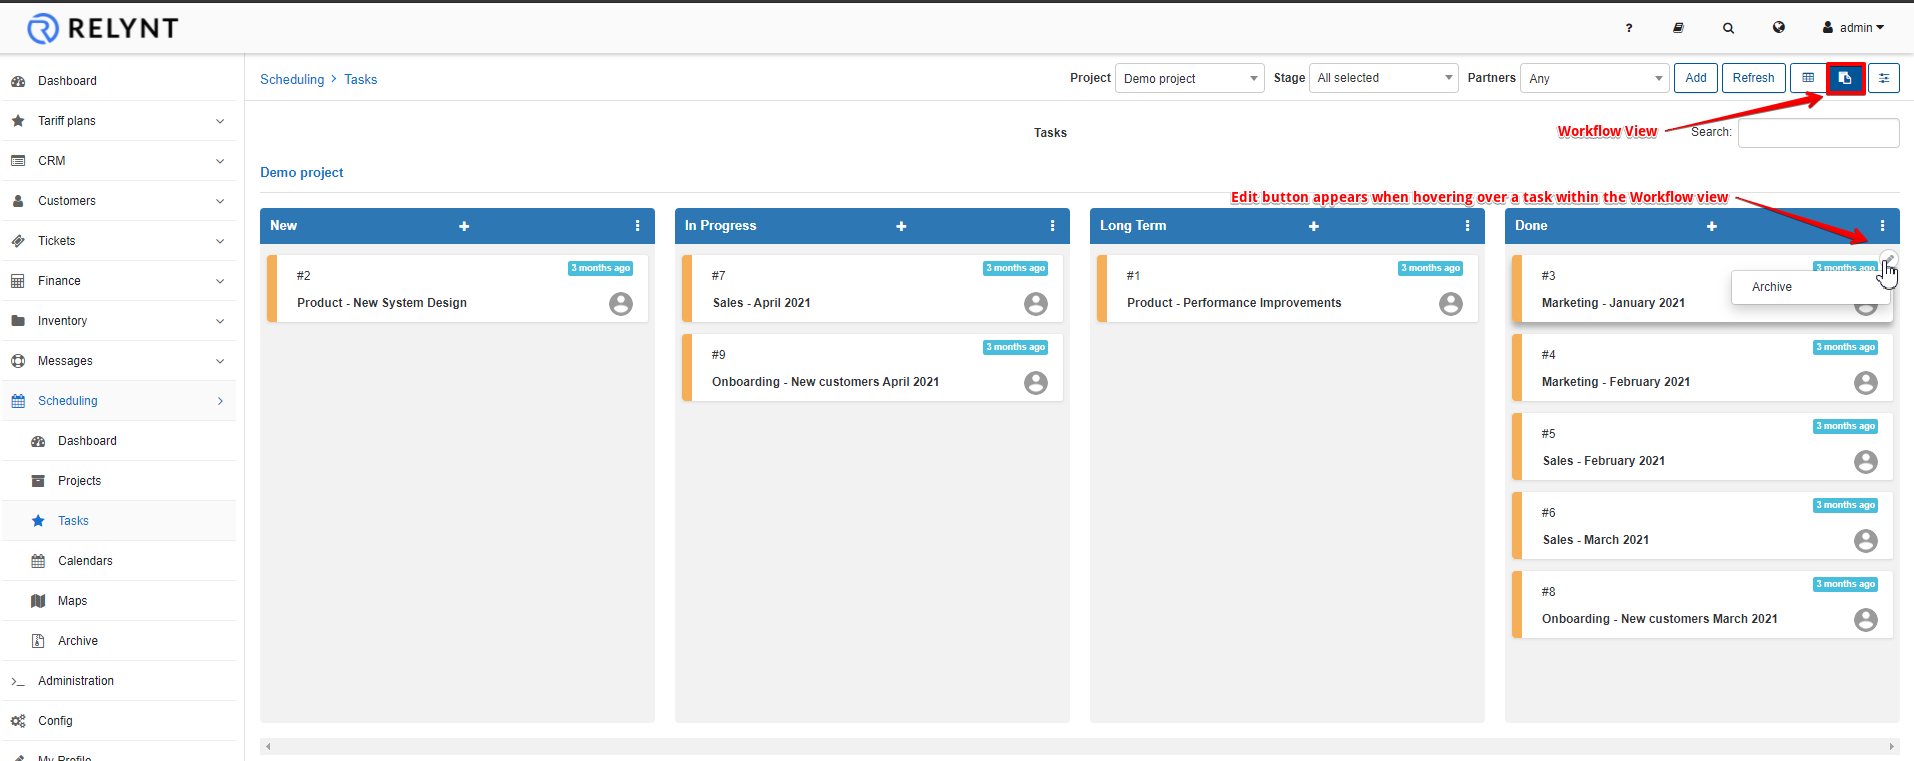 RELYNT
? admin
Dashboard
Tariff plans
CRM
Customers
Tickets
Finance
Inventory
Messages
Scheduling
Dashboard
Projects
Tasks
Calendars
Maps
Archive
Administration
Config
My Profile
Scheduling > Tasks
Project Demo project Stage All selected Partners Any Add Refresh
Workflow View
Tasks
Search:
Demo project
Edit button appears when hovering over a task within the Workflow view
New +
#2 3 months ago
Product - New System Design
In Progress +
#7 3 months ago
Sales - April 2021
#9 3 months ago
Onboarding - New customers April 2021
Long Term +
#1 3 months ago
Product - Performance Improvements
Done +
#3 3 months ago
Archive
Marketing - January 2021
#4 3 months ago
Marketing - February 2021
#5 3 months ago
Sales - February 2021
#6 3 months ago
Sales - March 2021
#8 3 months ago
Onboarding - New customers March 2021